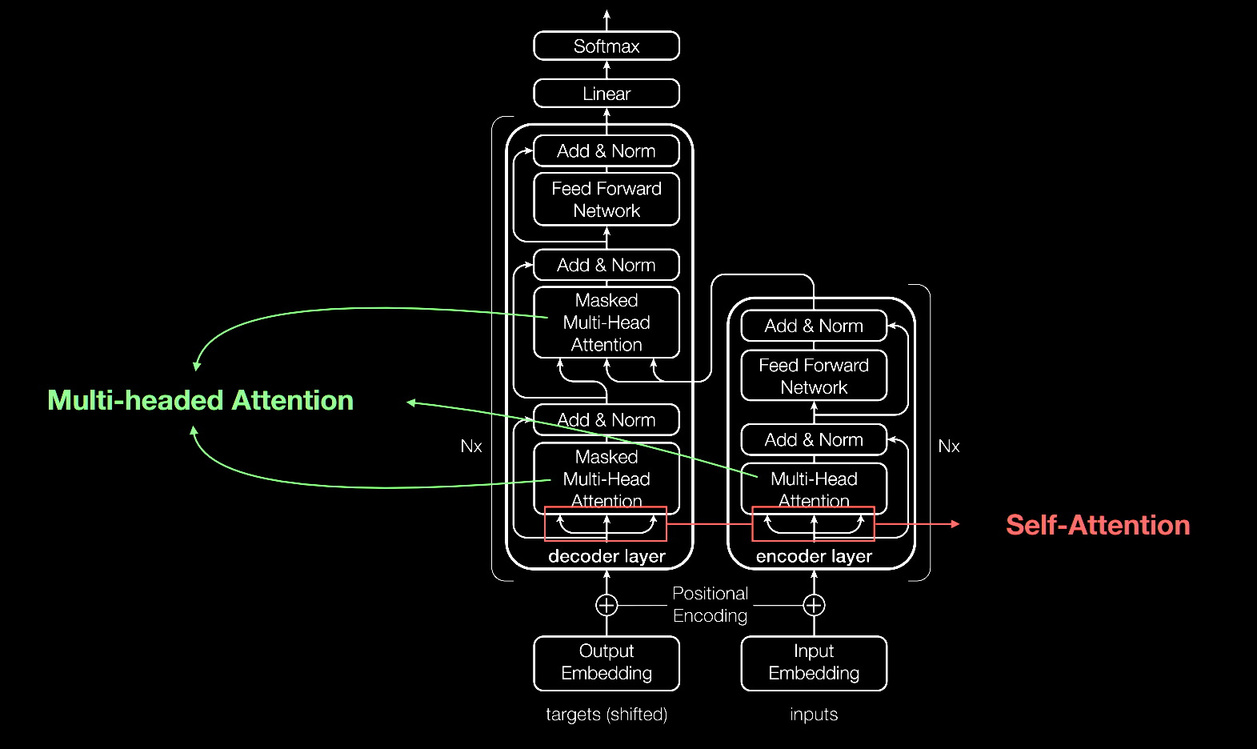 Softmax
Linear
Add & Norm
Feed Forward
Network
Add & Norm
Masked
Multi-Head
Attention
Add & Norm
Masked
Multi-Head
Attention
decoder layer
Nx
Multi-headed Attention
Add & Norm
Feed Forward
Network
Add & Norm
Multi-Head
Attention
encoder layer
Nx
Self-Attention
Positional
Encoding
Output
Embedding
Input
Embedding
targets (shifted)
inputs